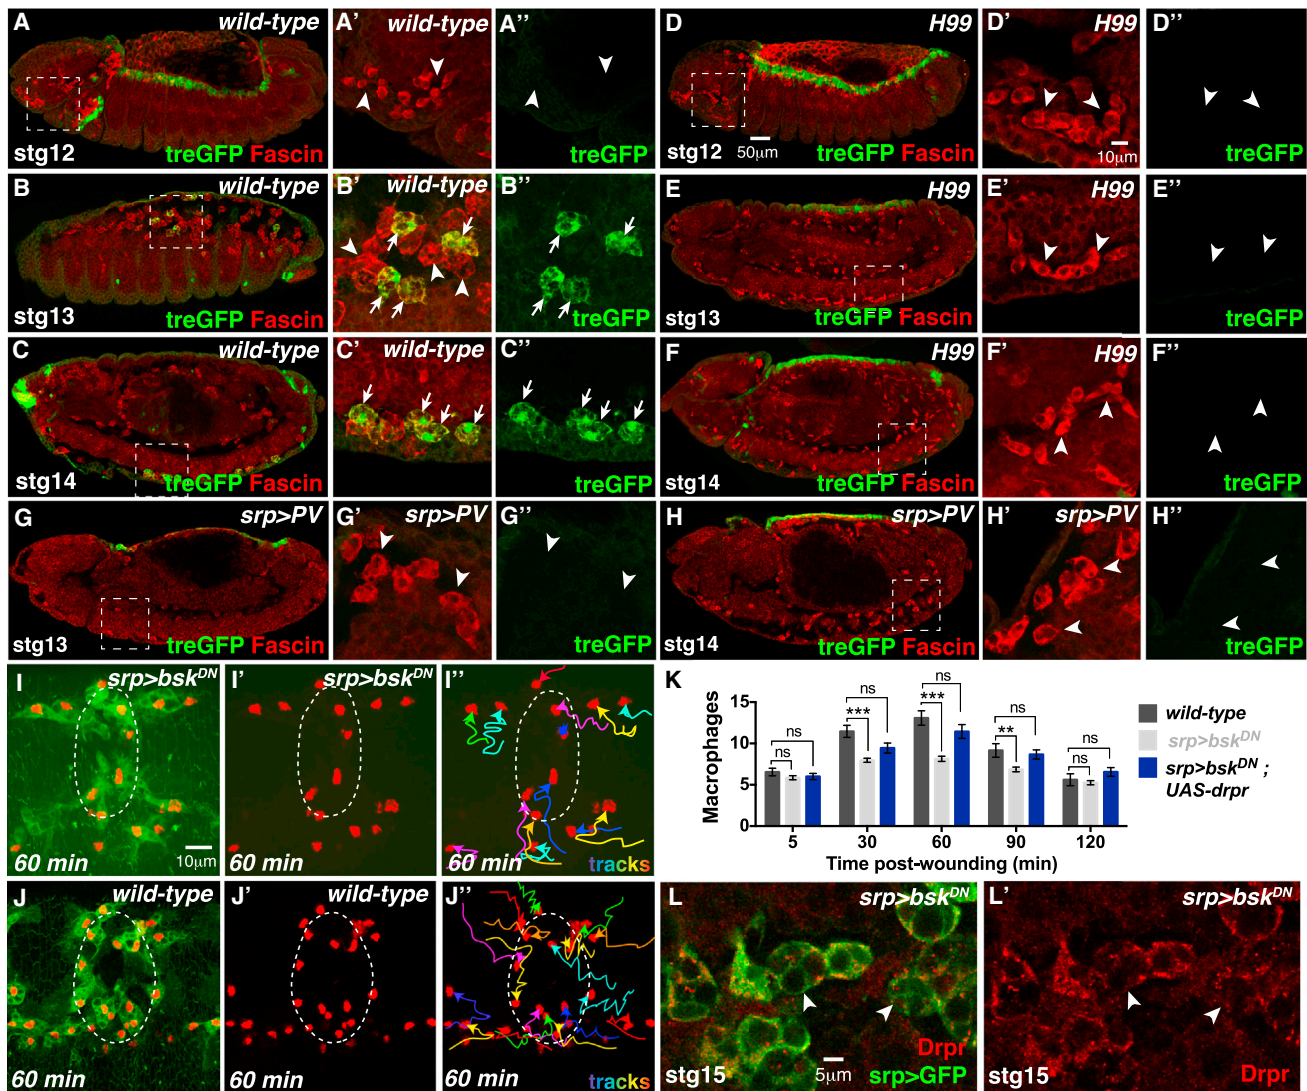 A wild-type stg12 treGFP Fascin
A' wild-type
A'' treGFP
D H99 stg12 50μm treGFP Fascin
D' H99 10μm
D'' treGFP
B wild-type stg13 treGFP Fascin
B' wild-type
B'' treGFP
E H99 stg13 treGFP Fascin
E' H99
E'' treGFP
C wild-type stg14 treGFP Fascin
C' wild-type
C'' treGFP
F H99 stg14 treGFP Fascin
F' H99
F'' treGFP
G srp>PV stg13 treGFP Fascin
G' srp>PV
G'' treGFP
H srp>PV stg14 treGFP Fascin
H' srp>PV
H'' treGFP
I srp>bskDN 60 min 10μm
I' srp>bskDN 60 min
I'' 60 min tracks
J wild-type 60 min
J' wild-type 60 min
J'' 60 min tracks
K
Macrophages
15
10
5
0
ns ns
*** ns
*** ns
** ns
ns ns
5 30 60 90 120
Time post-wounding (min)
wild-type
srp>bskDN
srp>bskDN ;
UAS-drpr
L srp>bskDN stg15 5μm Drpr
srp>GFP
L' srp>bskDN Drpr